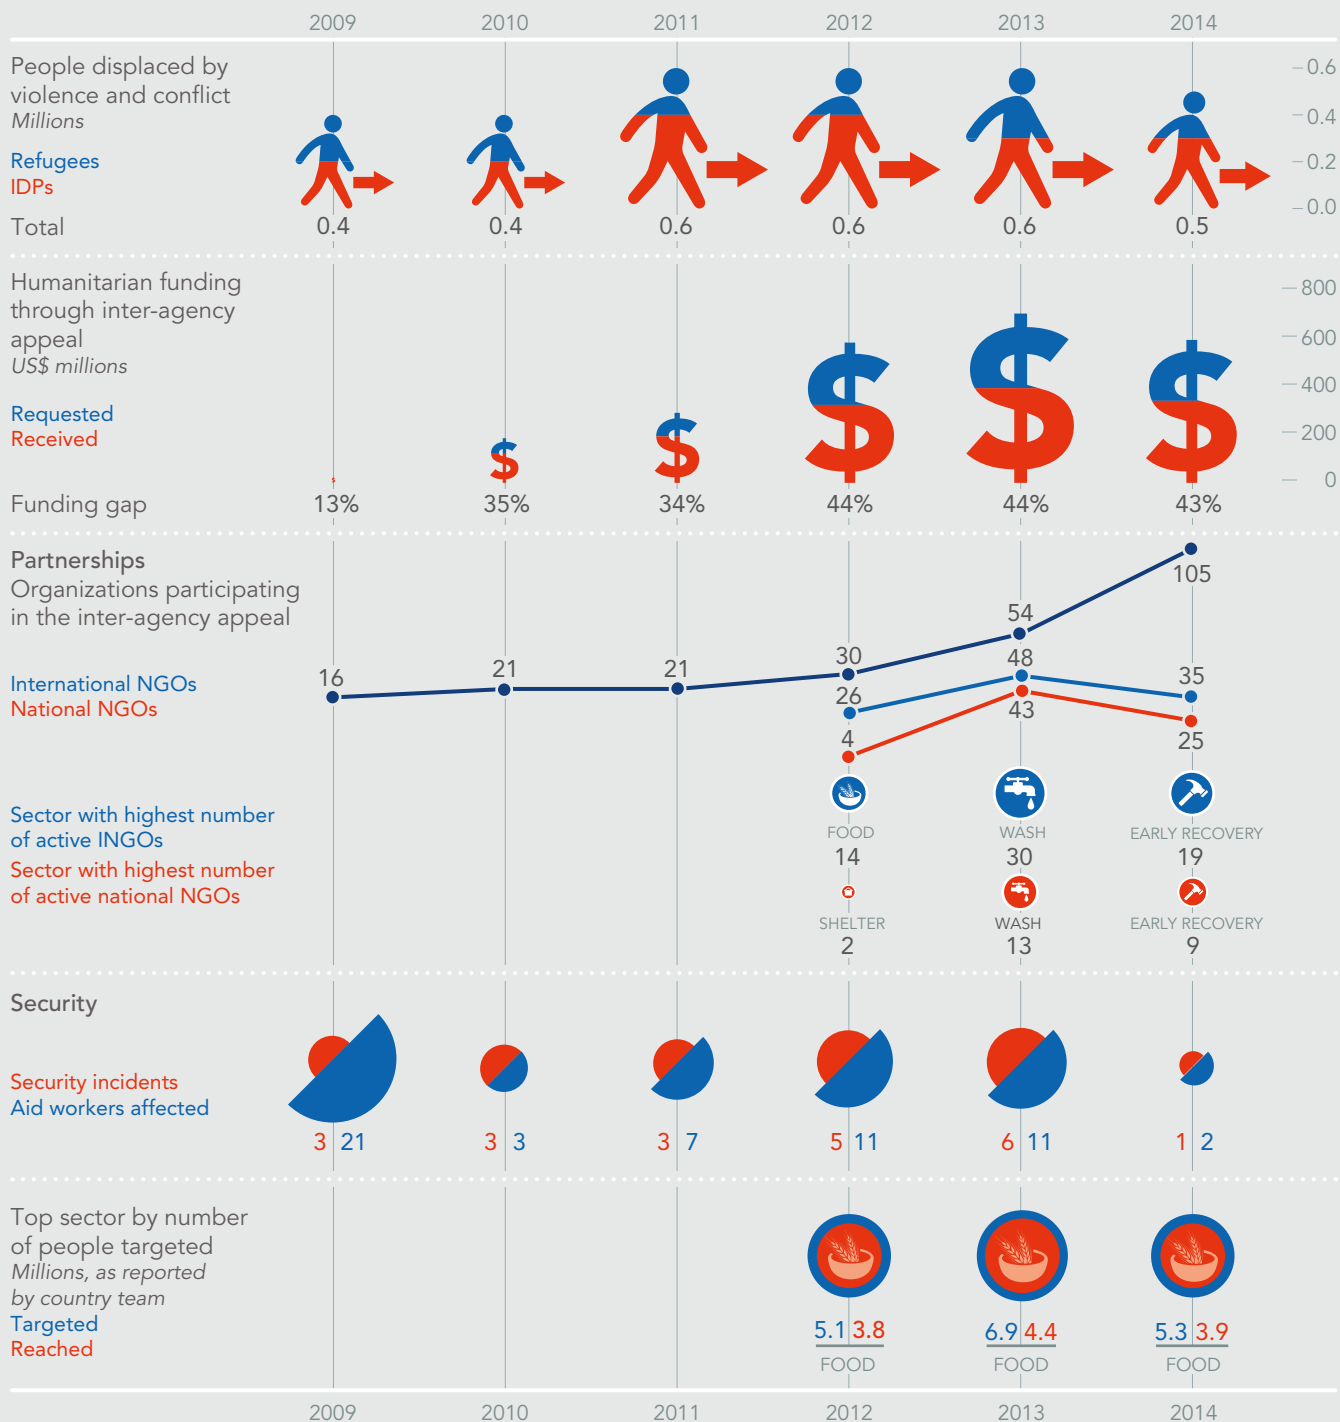 2009 2010 2011 2012 2013 2014
People displaced by
violence and conflict
Millions
Refugees
IDPs
0.6
0.4
0.2
0.0
Total 0.4 0.4 0.6 0.6 0.6 0.5
Humanitarian funding
through inter-agency
appeal
US$ millions
Requested
Received
800
600
400
200
0
Funding gap 13% 35% 34% 44% 44% 43%
Partnerships
Organizations participating
in the inter-agency appeal
16 21 21 30 54 105
International NGOs
National NGOs
26 48 35
4 43 25
Sector with highest number
of active INGOs
FOOD WASH EARLY RECOVERY
14 30 19
Sector with highest number
of active national NGOs
SHELTER WASH EARLY RECOVERY
2 13 9
Security
Security incidents
Aid workers affected
3 21 3 3 3 7 5 11 6 11 1 2
Top sector by number
of people targeted
Millions, as reported
by country team
Targeted
Reached
5.1 3.8 6.9 4.4 5.3 3.9
FOOD FOOD FOOD
2009 2010 2011 2012 2013 2014